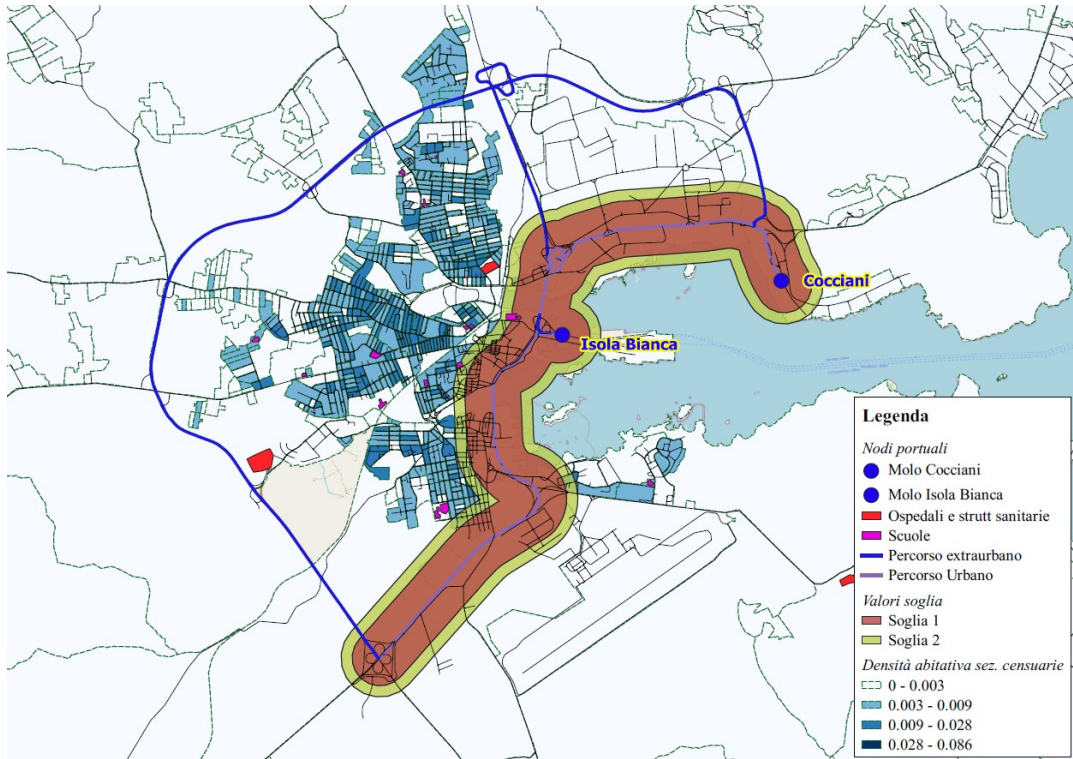 Cocciani
Isola Bianca
Legenda
Nodi portuali
Molo Cocciani
Molo Isola Bianca
Ospedali e strutt sanitarie
Scuole
Percorso extraurbano
Percorso Urbano
Valori soglia
Soglia 1
Soglia 2
Densità abitativa sez. censuarie
0 - 0.003
0.003 - 0.009
0.009 - 0.028
0.028 - 0.086